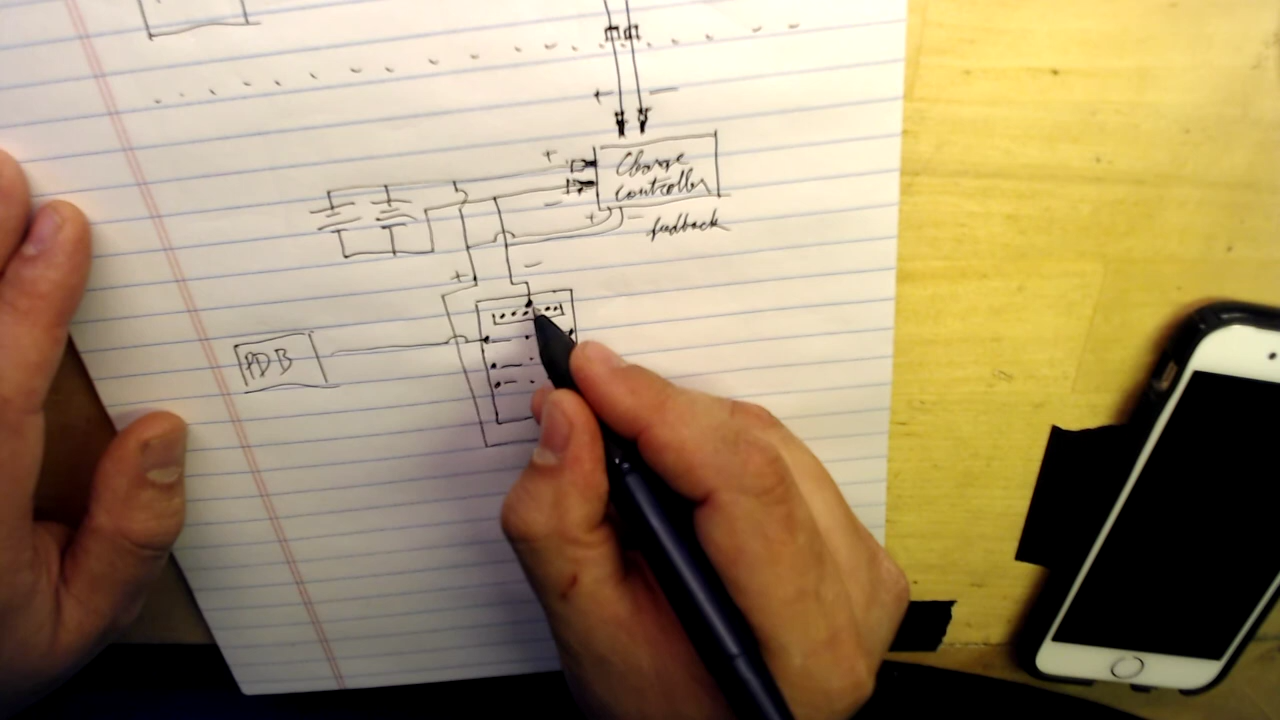 + —
+
Charge
Controller
—
+ —
feedback
+ —
PDB